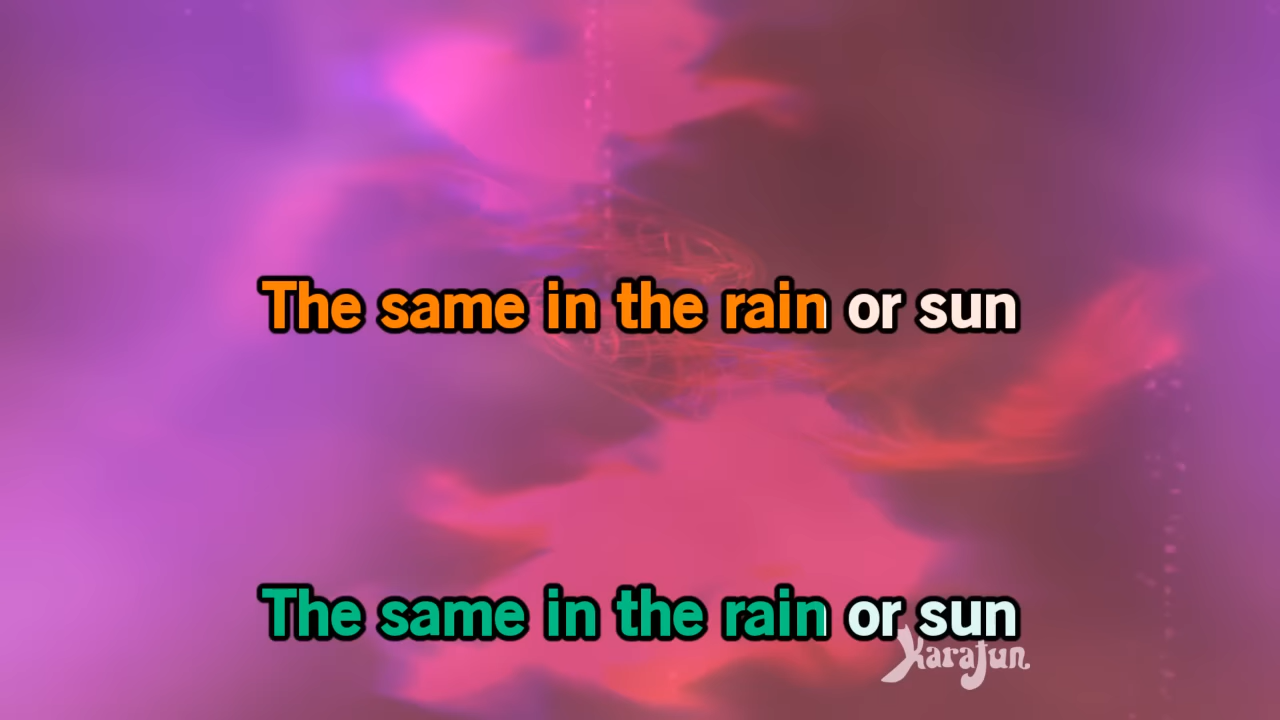 The same in the rain or sun
The same in the rain or sun
KaraFun